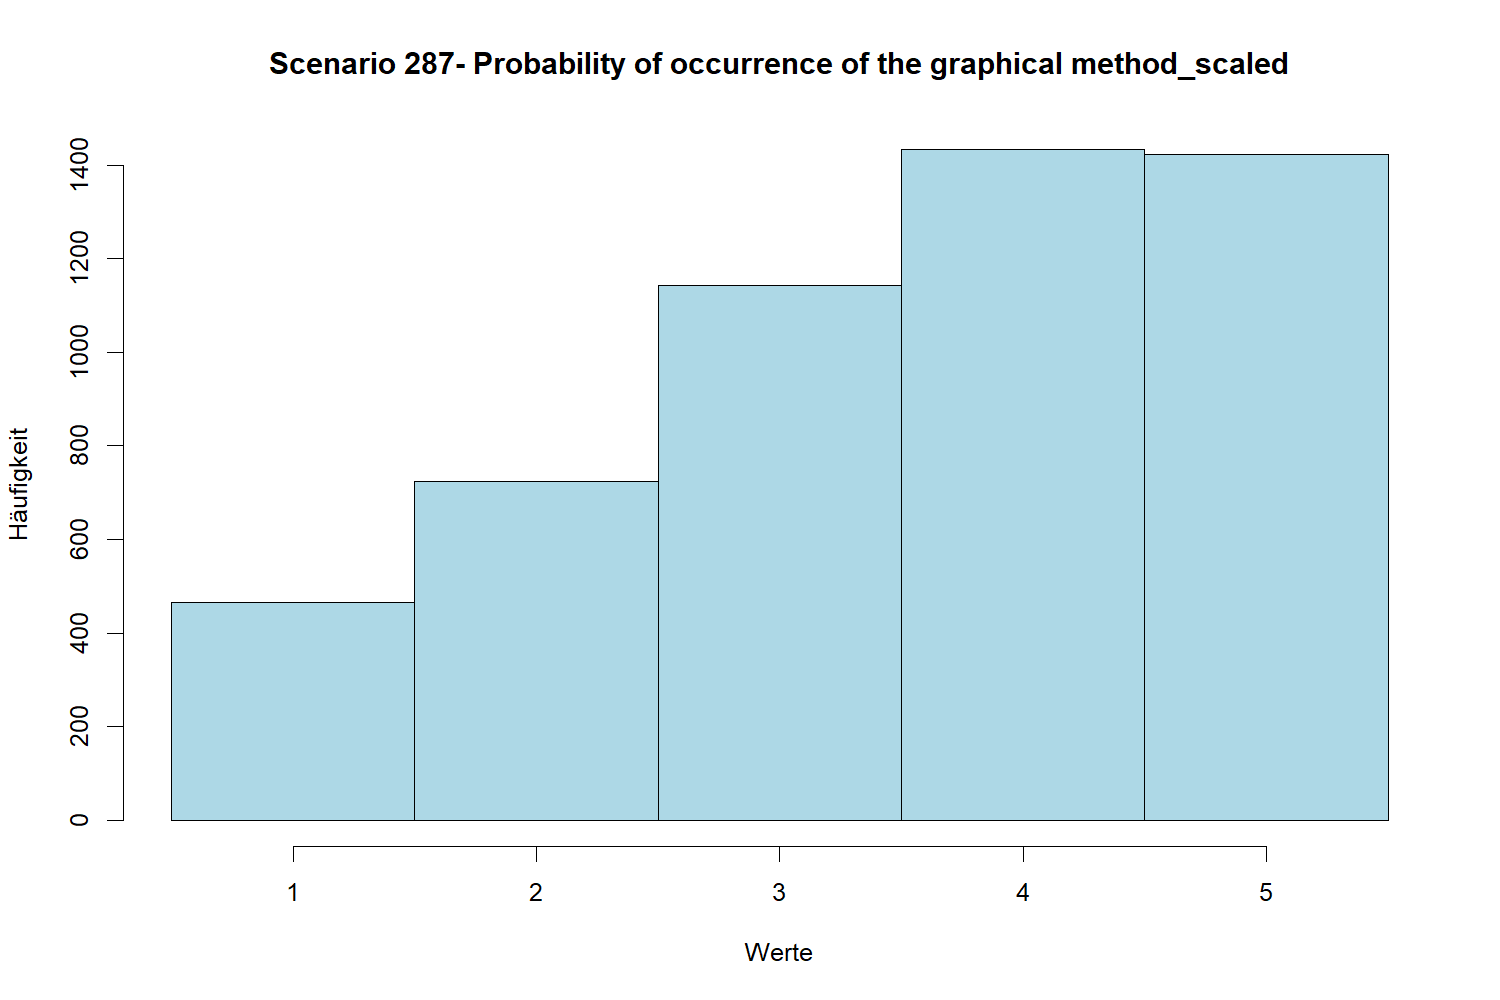 Scenario 287- Probability of occurrence of the graphical method_scaled
1400
1200
1000
800
600
400
200
0
Häufigkeit
1 2 3 4 5
Werte